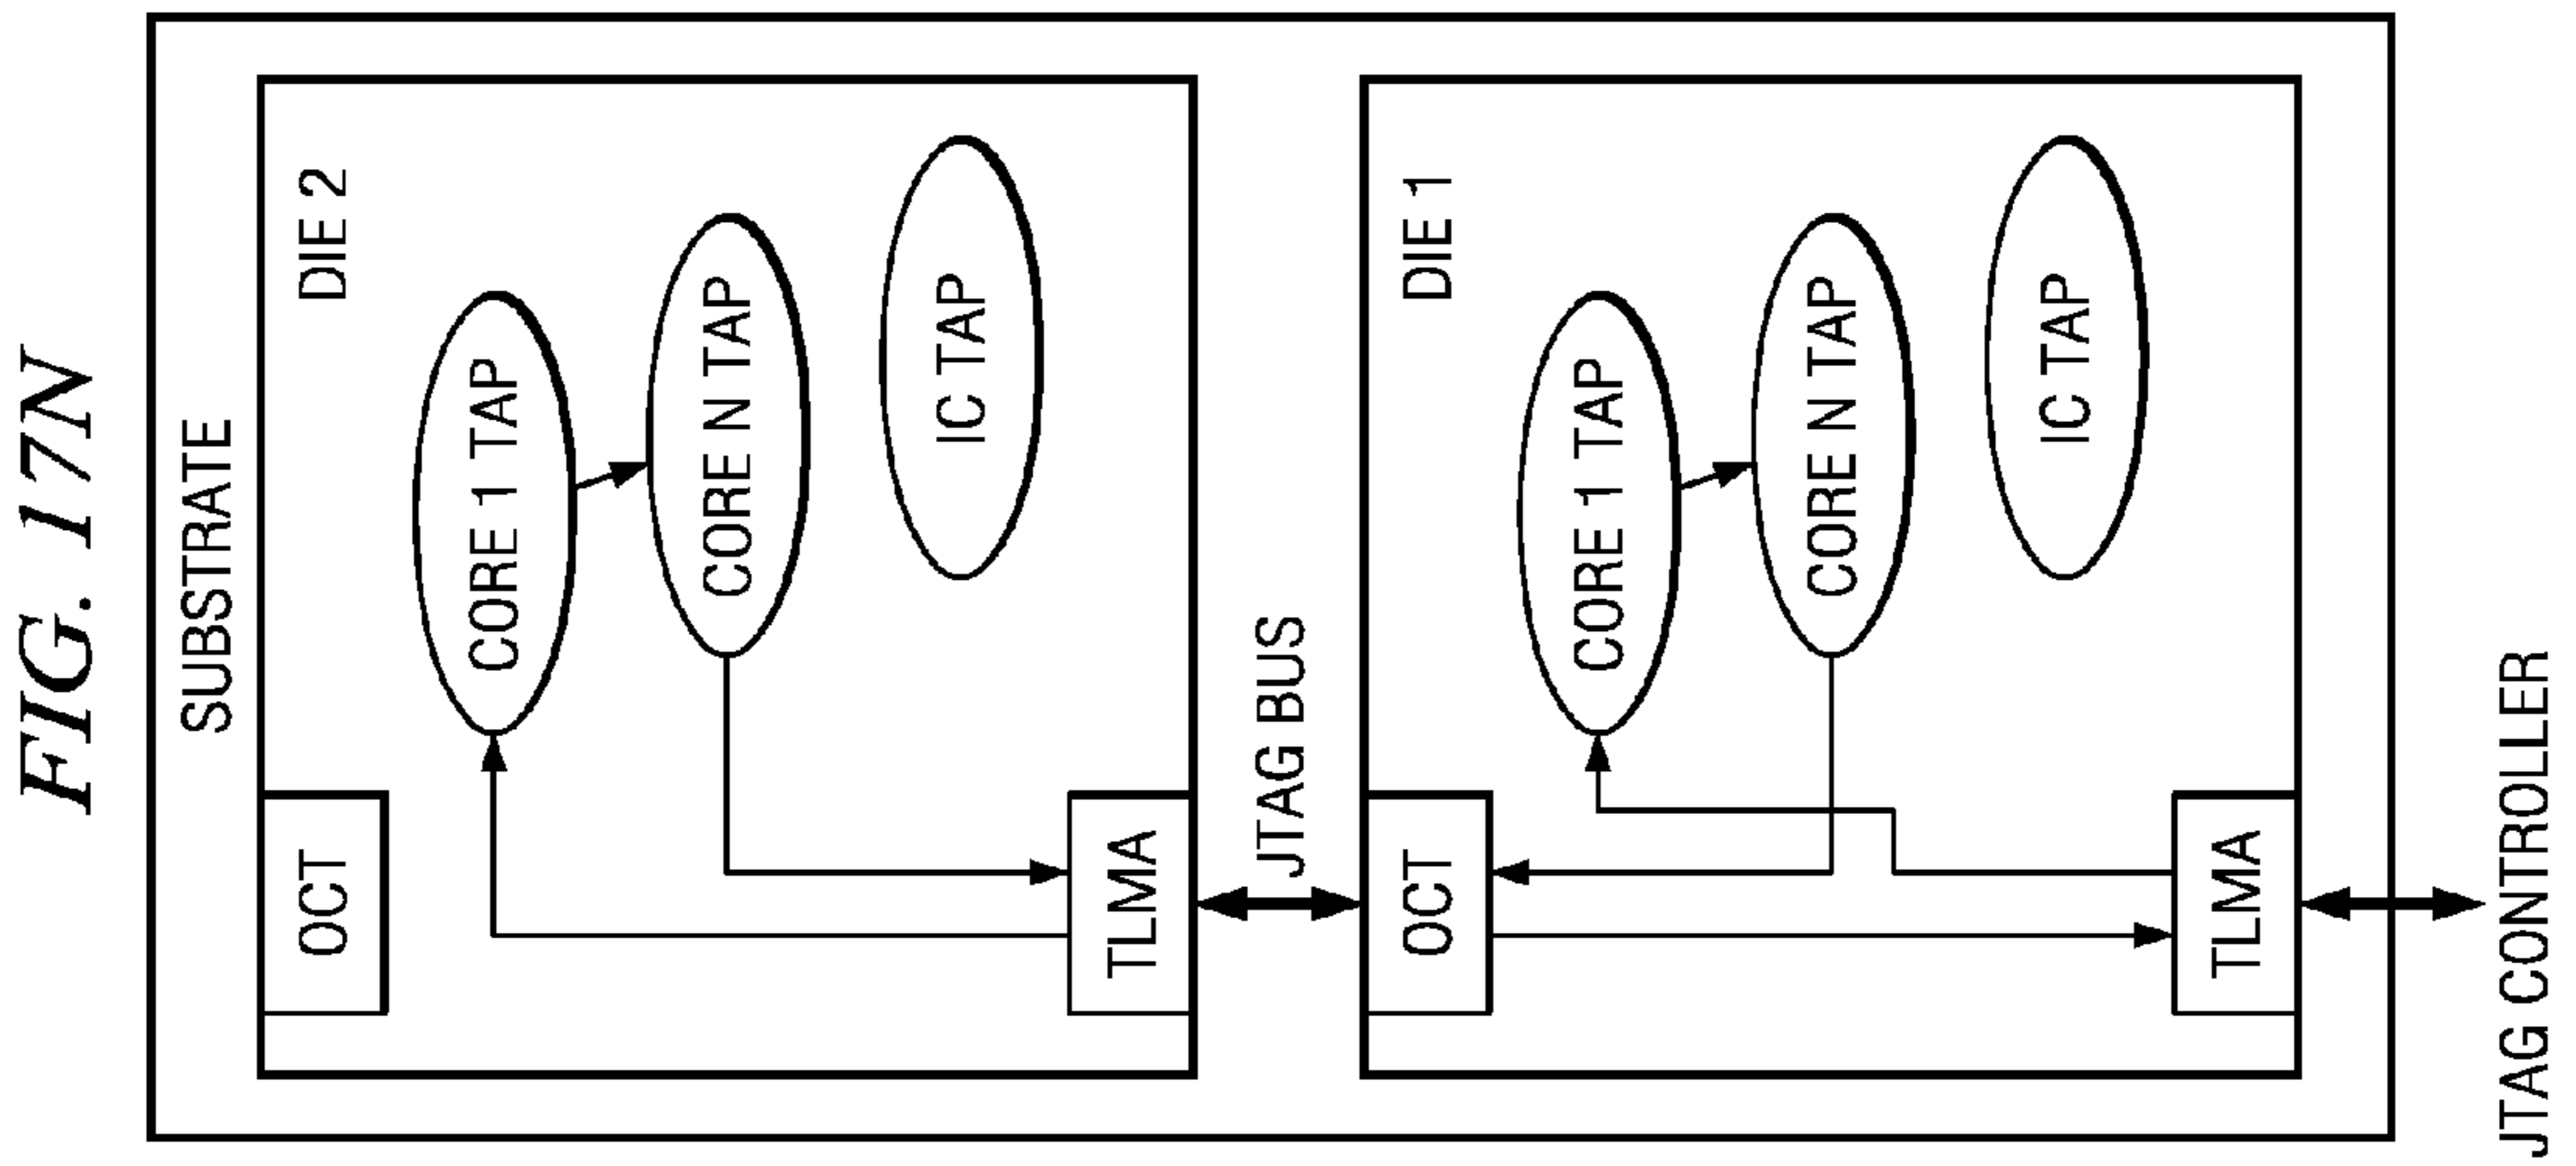 FIG. 17N
SUBSTRATE
DIE 2
OCT
CORE 1 TAP
CORE N TAP
IC TAP
TLMA
JTAG BUS
DIE 1
OCT
CORE 1 TAP
CORE N TAP
IC TAP
TLMA
JTAG CONTROLLER